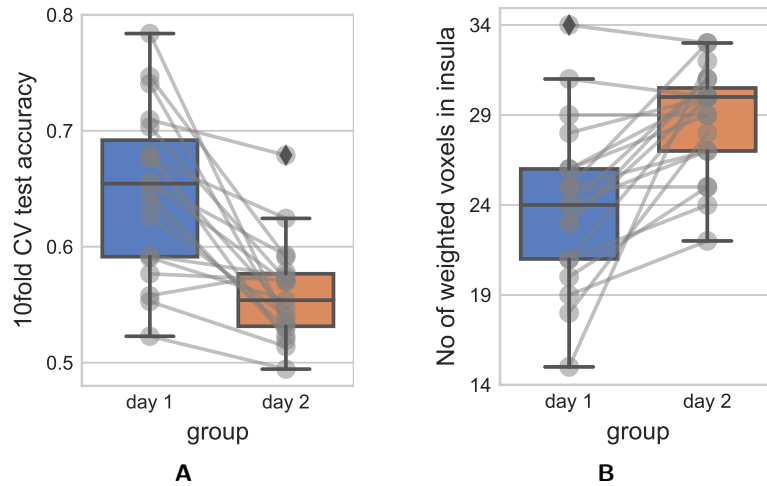 10fold CV test accuracy
0.8
0.7
0.6
0.5
day 1 day 2
group
A
No of weighted voxels in insula
34
29
24
19
14
day 1 day 2
group
B